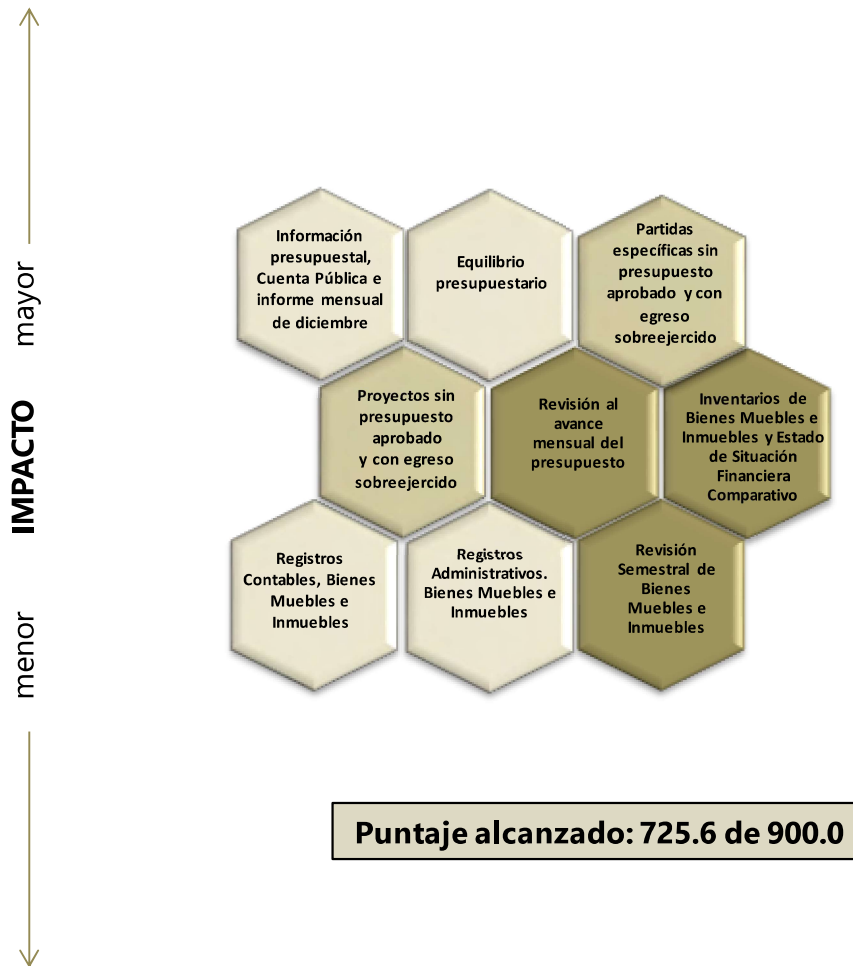 mayor
IMPACTO
menor
Información
presupuestal,
Cuenta Pública e
informe mensual
de diciembre
Equilibrio
presupuestario
Partidas
específicas sin
presupuesto
aprobado y con
egreso
sobreejercido
Proyectos sin
presupuesto
aprobado
y con egreso
sobreejercido
Revisión al
avance
mensual del
presupuesto
Inventarios de
Bienes Muebles e
Inmuebles y Estado
de Situación
Financiera
Comparativo
Registros
Contables, Bienes
Muebles e
Inmuebles
Registros
Administrativos.
Bienes Muebles e
Inmuebles
Revisión
Semestral de
Bienes
Muebles e
Inmuebles
Puntaje alcanzado: 725.6 de 900.0